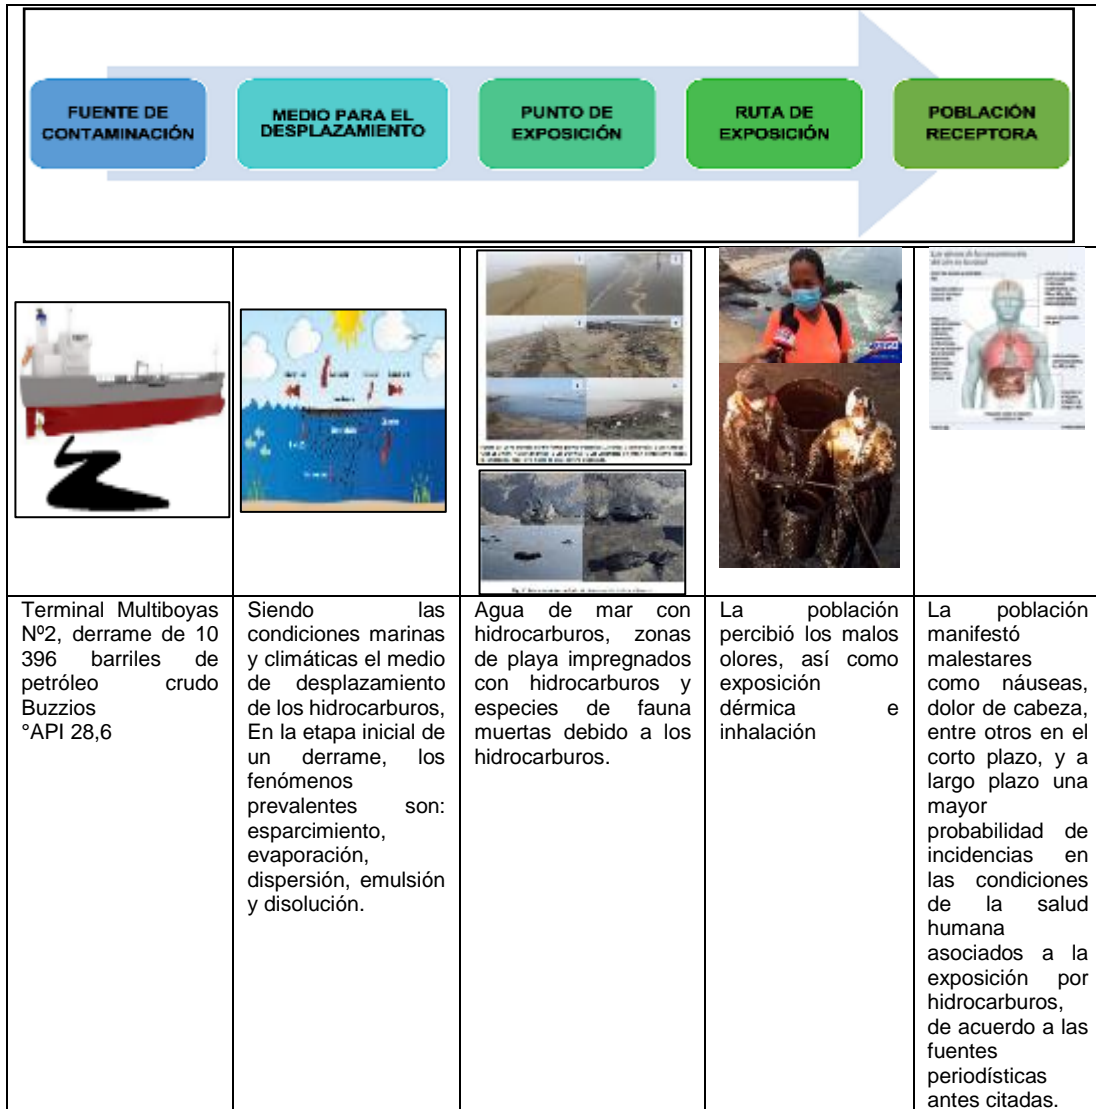 FUENTE DE
CONTAMINACIÓN
MEDIO PARA EL
DESPLAZAMIENTO
PUNTO DE
EXPOSICIÓN
RUTA DE
EXPOSICIÓN
POBLACIÓN
RECEPTORA
Terminal Multiboyas
Nº2, derrame de 10
396 barriles de
petróleo crudo
Buzzios
°API 28,6
Siendo las
condiciones marinas
y climáticas el medio
de desplazamiento
de los hidrocarburos,
En la etapa inicial de
un derrame, los
fenómenos
prevalentes son:
esparcimiento,
evaporación,
dispersión, emulsión
y disolución.
Agua de mar con
hidrocarburos, zonas
de playa impregnados
con hidrocarburos y
especies de fauna
muertas debido a los
hidrocarburos.
La población
percibió los malos
olores, así como
exposición
dérmica e
inhalación
La población
manifestó
malestares
como náuseas,
dolor de cabeza,
entre otros en el
corto plazo, y a
largo plazo una
mayor
probabilidad de
incidencias en
las condiciones
de la salud
humana
asociados a la
exposición por
hidrocarburos,
de acuerdo a las
fuentes
periodísticas
antes citadas.